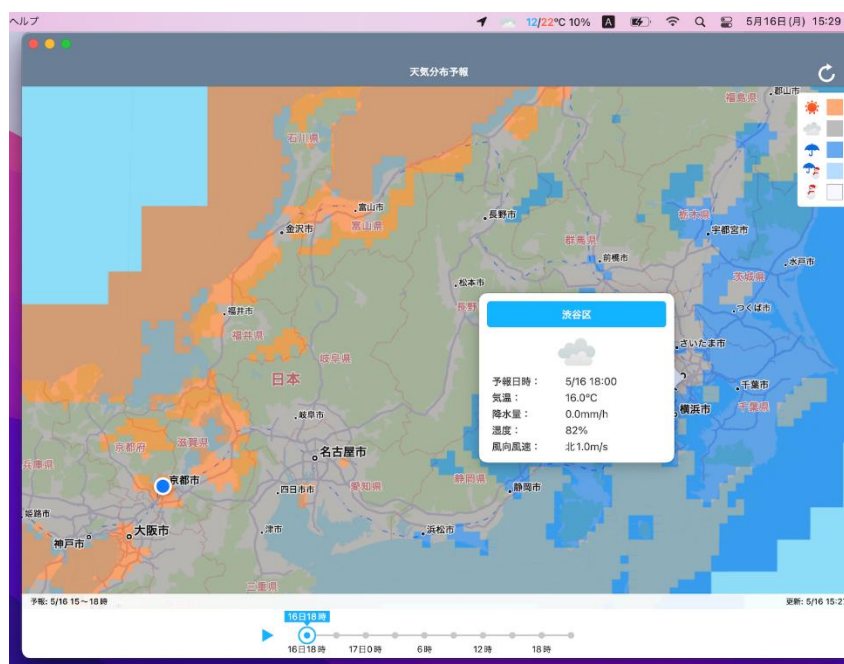 ヘルプ
12/22°C 10% A 5月16日(月) 15:29
天気分布予報
郡山市
福島県
石川県
富山市
富山県
金沢市
長野市
栃木県
宇都宮市
群馬県
前橋市
水戸市
茨城県
松本市
長野
福井市
福井県
つくば市
さいたま市
岐阜県
日本
千葉市
千葉県
横浜市
岐阜市
名古屋市
京都府
滋賀県
兵庫県
京都市
四日市市
愛知県
静岡県
静岡市
姫路市
大阪市
神戸市
津市
浜松市
三重県
渋谷区
予報日時： 5/16 18:00
気温： 16.0°C
降水量： 0.0mm/h
湿度： 82%
風向風速： 北1.0m/s
予報: 5/16 15～18時
更新: 5/16 15:2
16日18時
16日18時 17日0時 6時 12時 18時